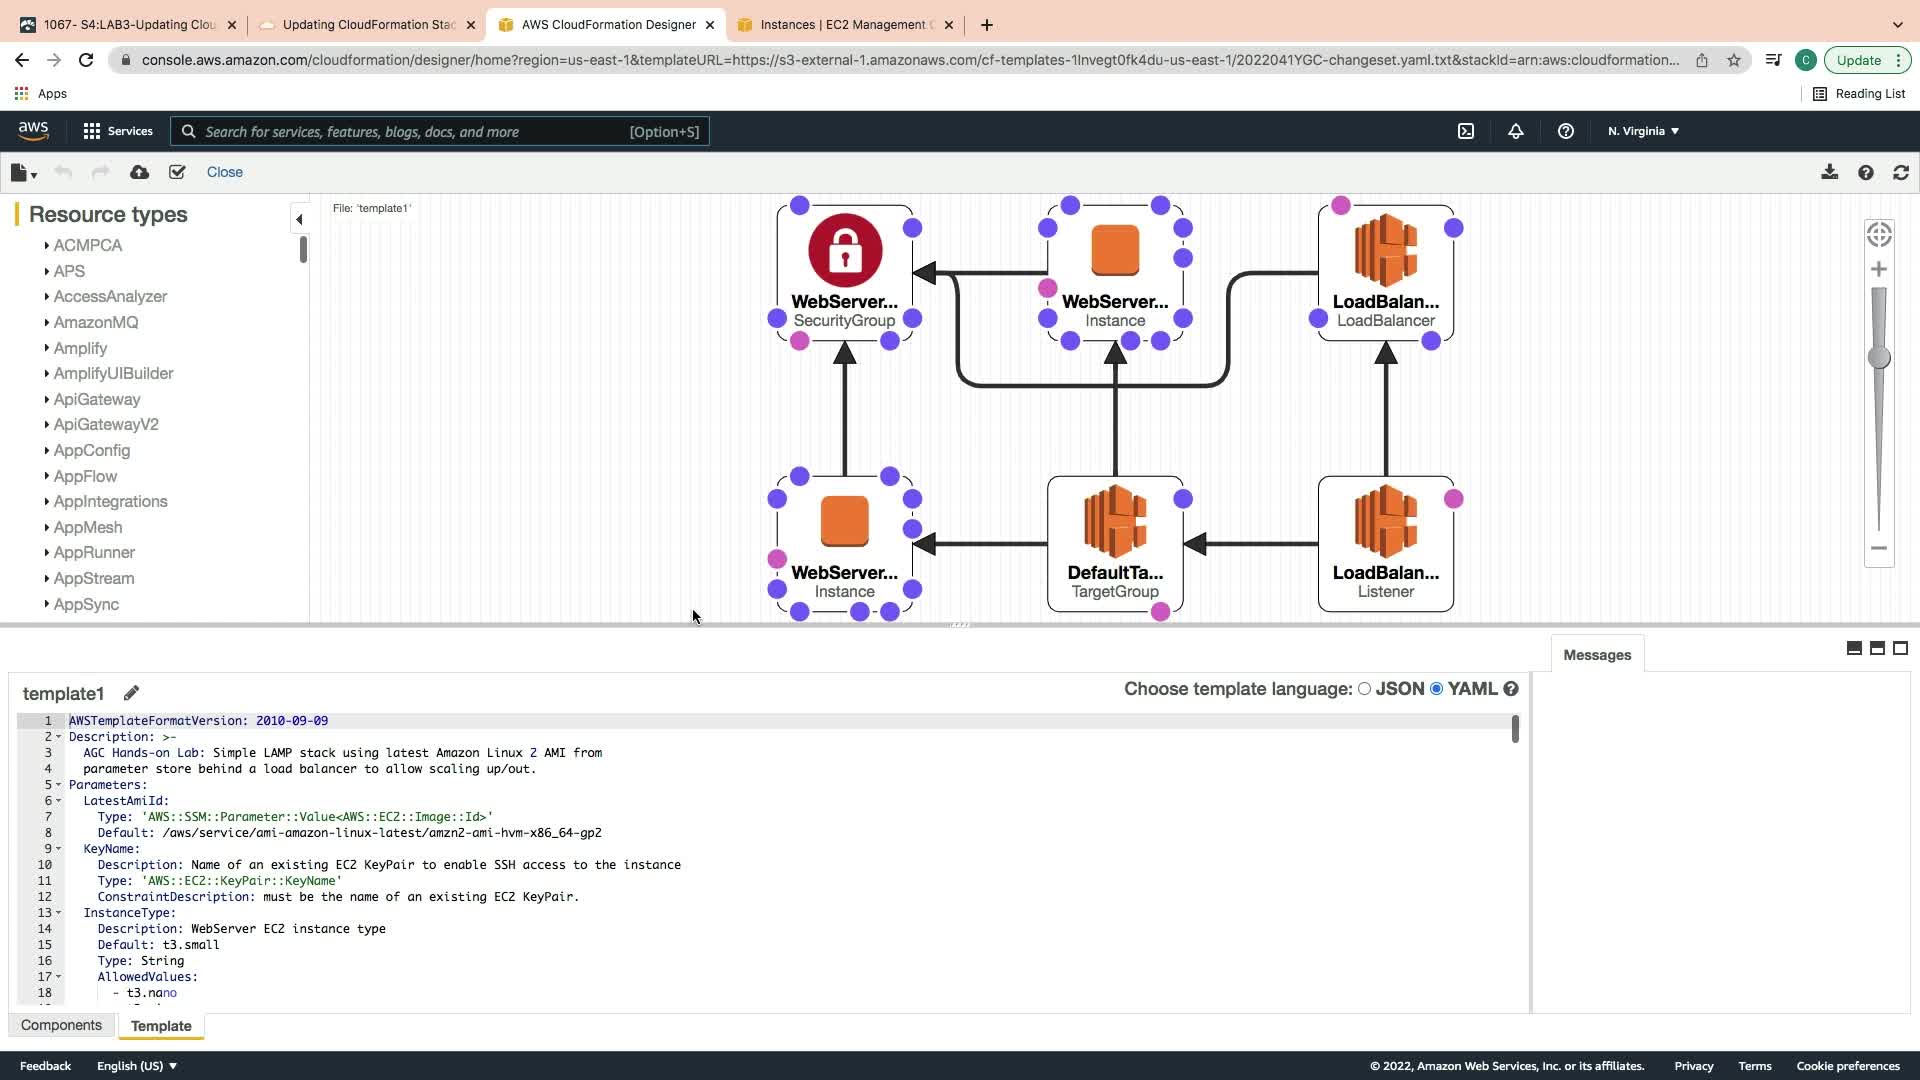 1067- S4:LAB3-Updating Clou
Updating CloudFormation Stac
AWS CloudFormation Designer
Instances | EC2 Management C
console.aws.amazon.com/cloudformation/designer/home?region=us-east-1&templateURL=https://s3-external-1.amazonaws.com/cf-templates-1lnvegt0fk4du-us-east-1/2022041YGC-changeset.yaml.txt&stackId=arn:aws:cloudformation...
C
Update
Apps
Reading List
aws
Services
Search for services, features, blogs, docs, and more
[Option+S]
N. Virginia
Close
Resource types
ACMPCA
APS
AccessAnalyzer
AmazonMQ
Amplify
AmplifyUIBuilder
ApiGateway
ApiGatewayV2
AppConfig
AppFlow
AppIntegrations
AppMesh
AppRunner
AppStream
AppSync
File: 'template1'
WebServer...
SecurityGroup
WebServer...
Instance
LoadBalan...
LoadBalancer
WebServer...
Instance
DefaultTa...
TargetGroup
LoadBalan...
Listener
Messages
template1
Choose template language: JSON YAML
1 AWSTemplateFormatVersion: 2010-09-09
2 Description: >-
3 AGC Hands-on Lab: Simple LAMP stack using latest Amazon Linux 2 AMI from
4 parameter store behind a load balancer to allow scaling up/out.
5 Parameters:
6 LatestAmiId:
7 Type: 'AWS::SSM::Parameter::Value<AWS::EC2::Image::Id>'
8 Default: /aws/service/ami-amazon-linux-latest/amzn2-ami-hvm-x86_64-gp2
9 KeyName:
10 Description: Name of an existing EC2 KeyPair to enable SSH access to the instance
11 Type: 'AWS::EC2::KeyPair::KeyName'
12 ConstraintDescription: must be the name of an existing EC2 KeyPair.
13 InstanceType:
14 Description: WebServer EC2 instance type
15 Default: t3.small
16 Type: String
17 AllowedValues:
18 - t3.nano
Components
Template
Feedback
English (US)
© 2022, Amazon Web Services, Inc. or its affiliates.
Privacy
Terms
Cookie preferences